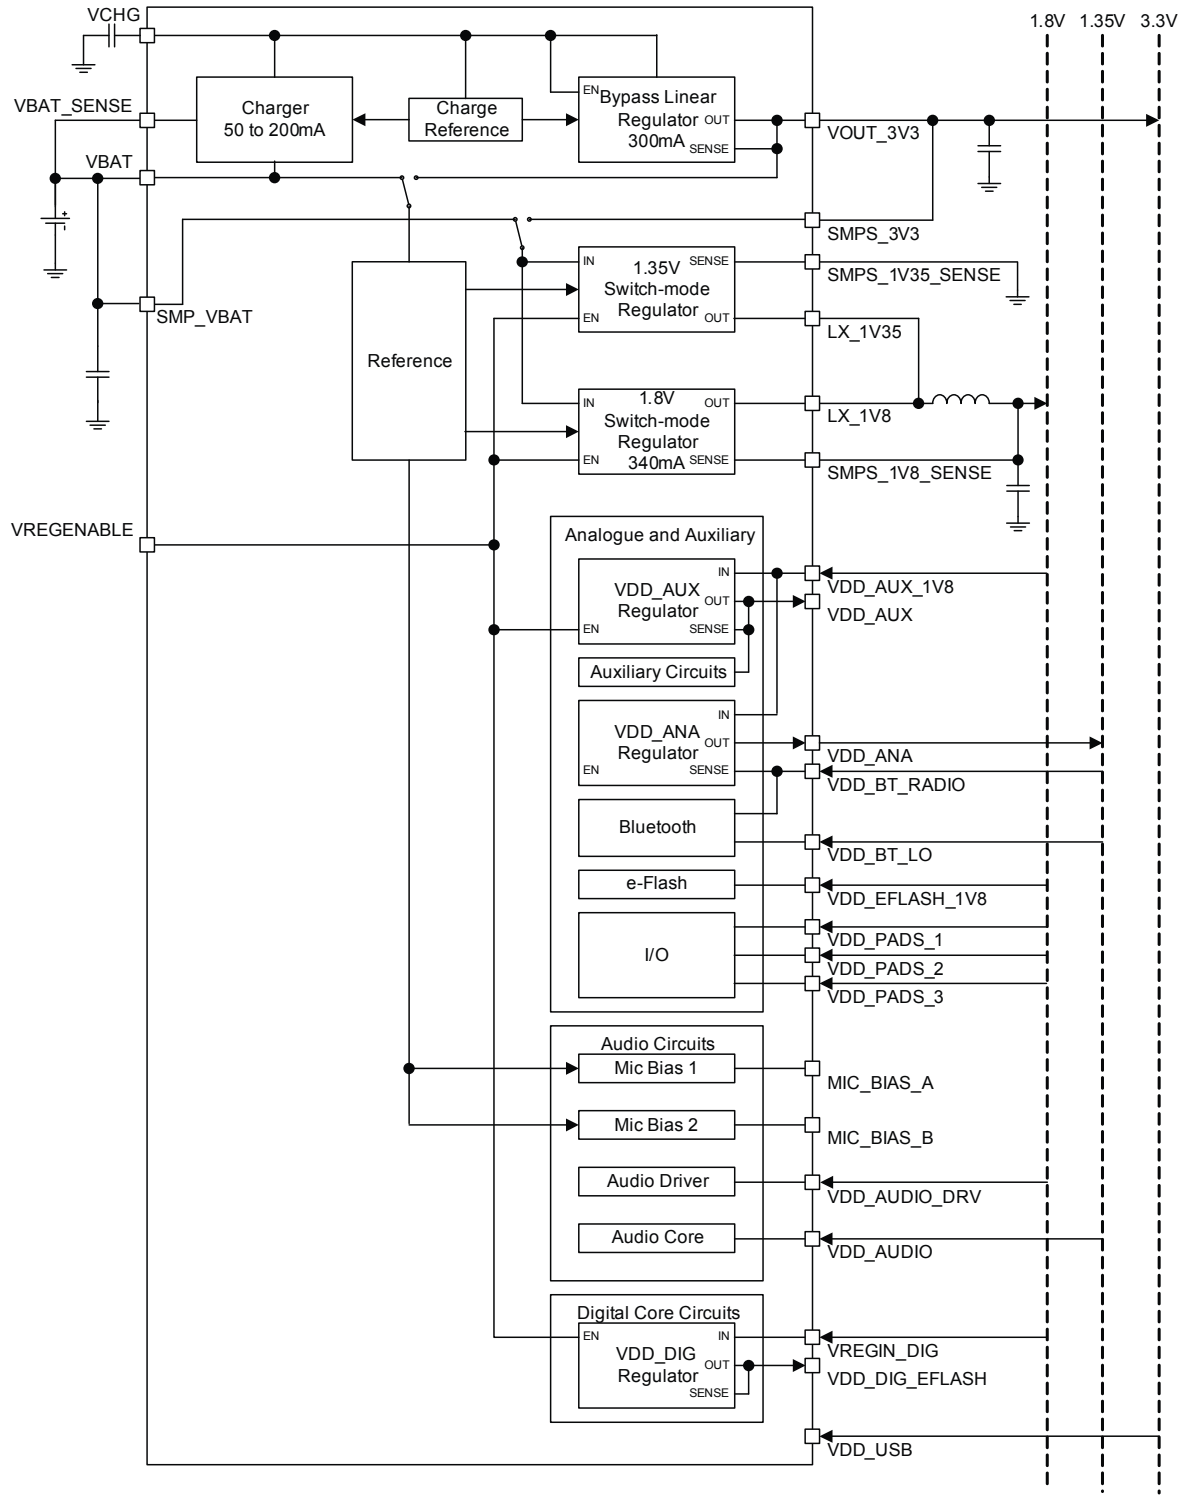 VCHG
1.8V 1.35V 3.3V
VBAT_SENSE
Charger
50 to 200mA
Charge
Reference
EN
Bypass Linear
Regulator
300mA
OUT
SENSE
VOUT_3V3
VBAT
+
-
SMPS_3V3
SMP_VBAT
Reference
IN
1.35V
Switch-mode
Regulator
EN
SENSE
OUT
SMPS_1V35_SENSE
LX_1V35
IN
1.8V
Switch-mode
Regulator
340mA
EN
OUT
SENSE
LX_1V8
SMPS_1V8_SENSE
VREGENABLE
Analogue and Auxiliary
VDD_AUX
Regulator
IN
OUT
SENSE
EN
VDD_AUX_1V8
VDD_AUX
Auxiliary Circuits
VDD_ANA
Regulator
IN
OUT
SENSE
EN
VDD_ANA
VDD_BT_RADIO
Bluetooth
VDD_BT_LO
e-Flash
VDD_EFLASH_1V8
I/O
VDD_PADS_1
VDD_PADS_2
VDD_PADS_3
Audio Circuits
Mic Bias 1
MIC_BIAS_A
Mic Bias 2
MIC_BIAS_B
Audio Driver
VDD_AUDIO_DRV
Audio Core
VDD_AUDIO
Digital Core Circuits
EN
VDD_DIG
Regulator
IN
OUT
SENSE
VREGIN_DIG
VDD_DIG_EFLASH
VDD_USB